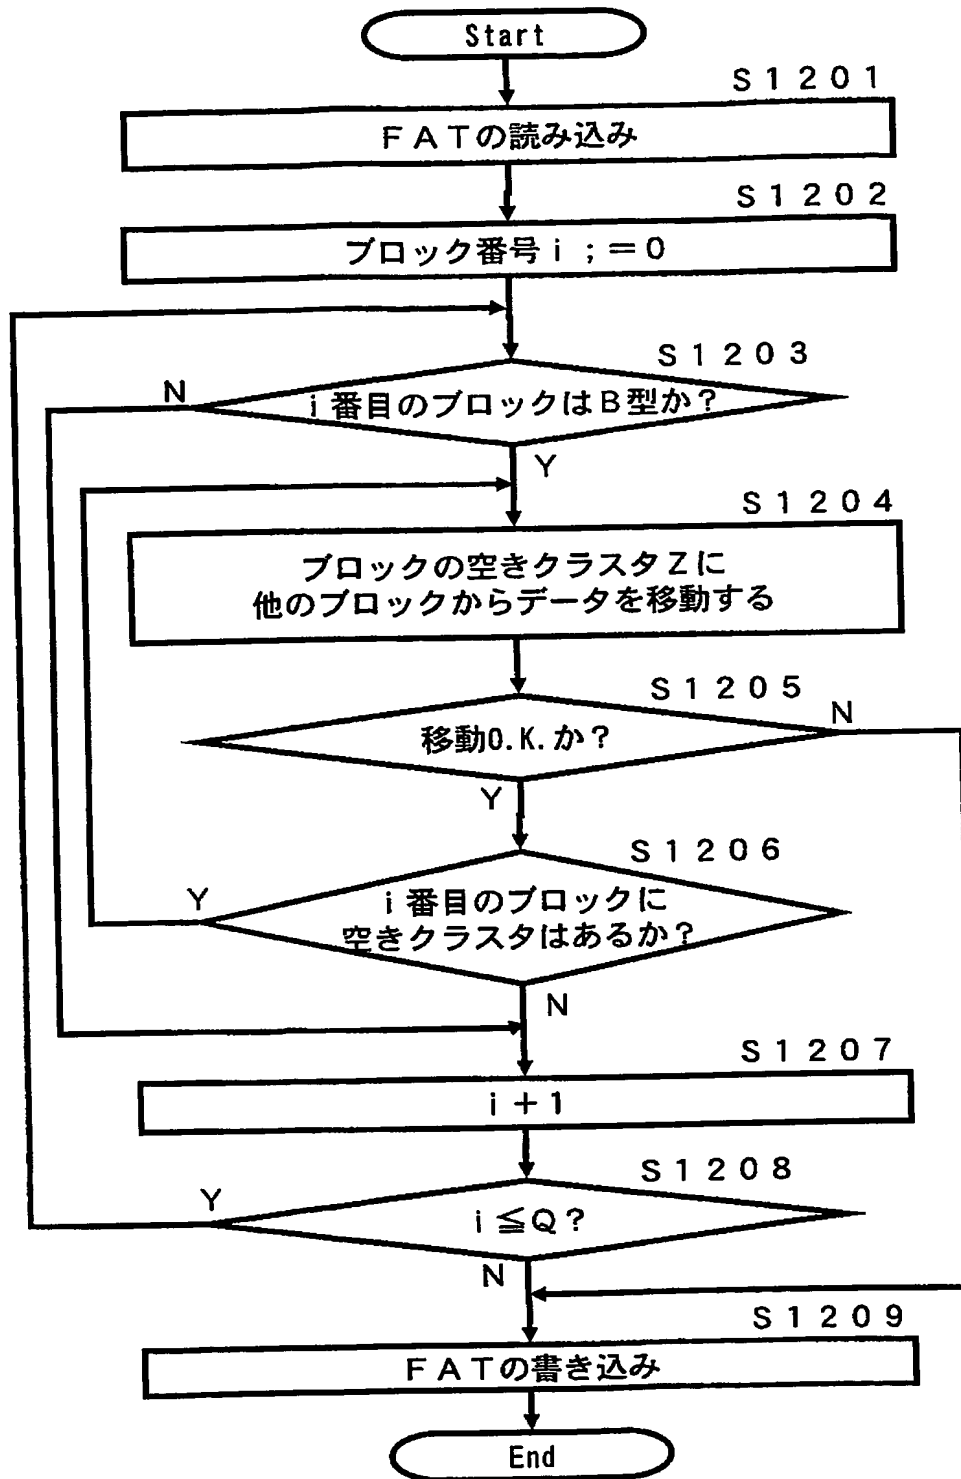 Start
S1201
FATの読み込み
S1202
ブロック番号i;=0
S1203
N
i番目のブロックはB型か?
Y
S1204
ブロックの空きクラスタZに
他のブロックからデータを移動する
S1205
N
移動O.K.か?
Y
S1206
Y
i番目のブロックに
空きクラスタはあるか?
N
S1207
i+1
S1208
Y
i≦Q?
N
S1209
FATの書き込み
End